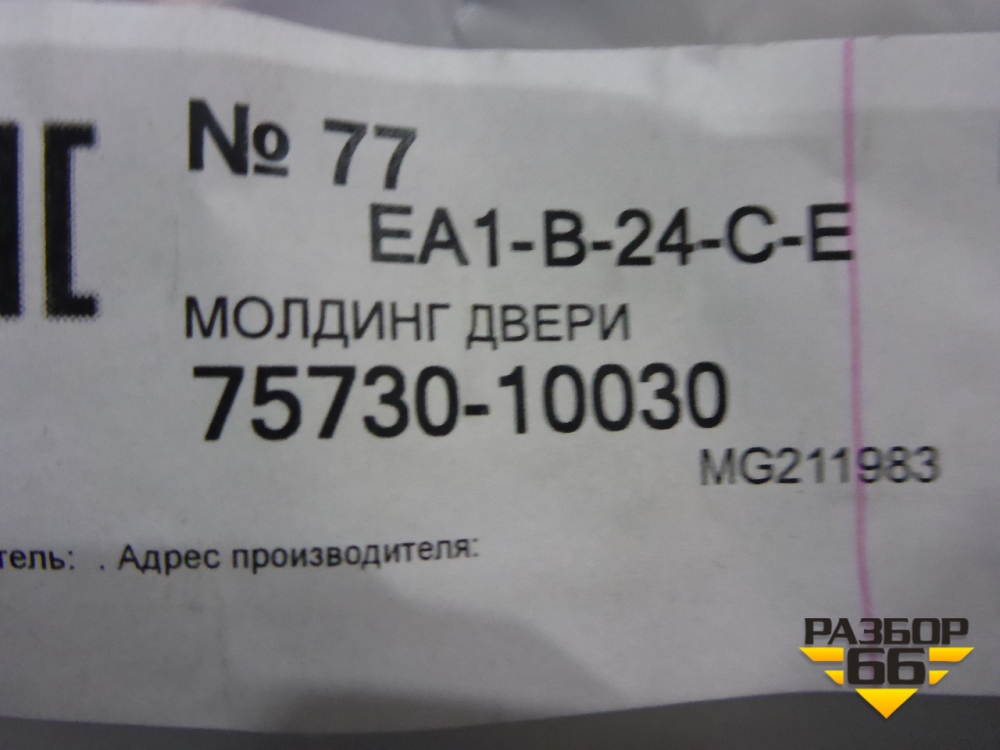 № 77
EA1-B-24-C-E
МОЛДИНГ ДВЕРИ
75730-10030
MG211983
тель: . Адрес производителя:
РАЗБОР
66